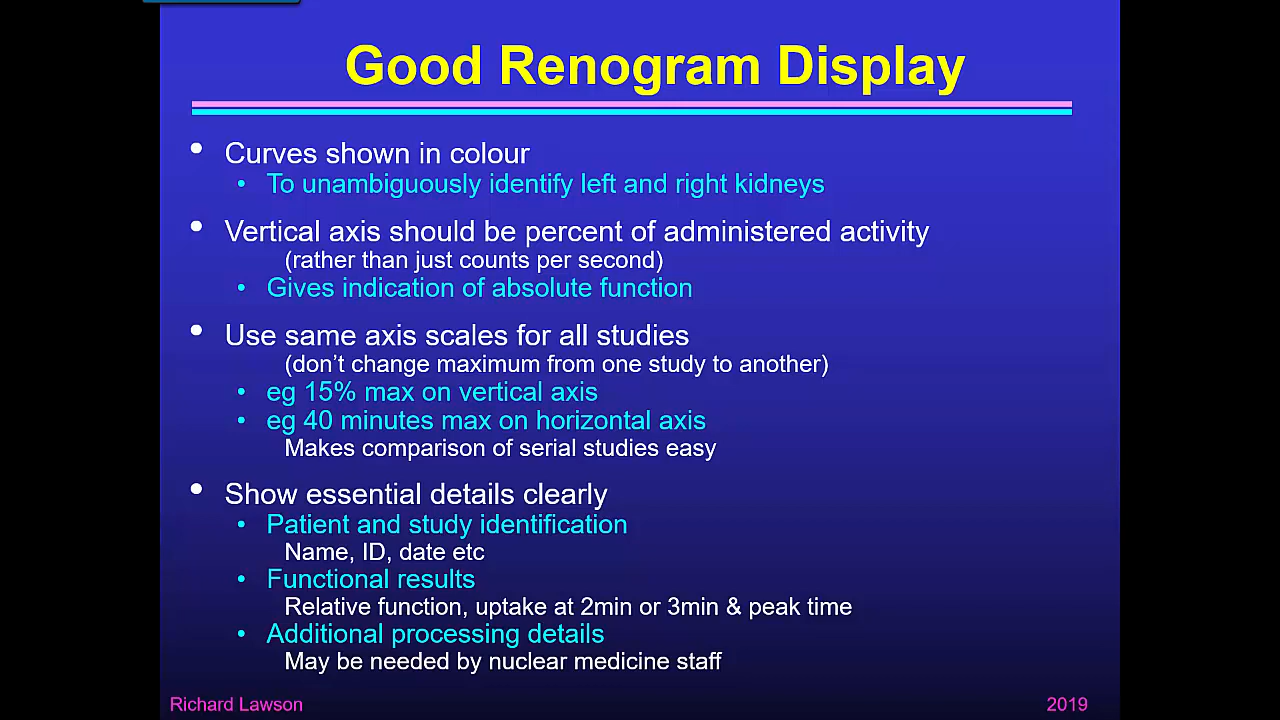 Good Renogram Display
• Curves shown in colour
• To unambiguously identify left and right kidneys
• Vertical axis should be percent of administered activity
(rather than just counts per second)
• Gives indication of absolute function
• Use same axis scales for all studies
(don’t change maximum from one study to another)
• eg 15% max on vertical axis
• eg 40 minutes max on horizontal axis
Makes comparison of serial studies easy
• Show essential details clearly
• Patient and study identification
Name, ID, date etc
• Functional results
Relative function, uptake at 2min or 3min & peak time
• Additional processing details
May be needed by nuclear medicine staff
Richard Lawson
2019